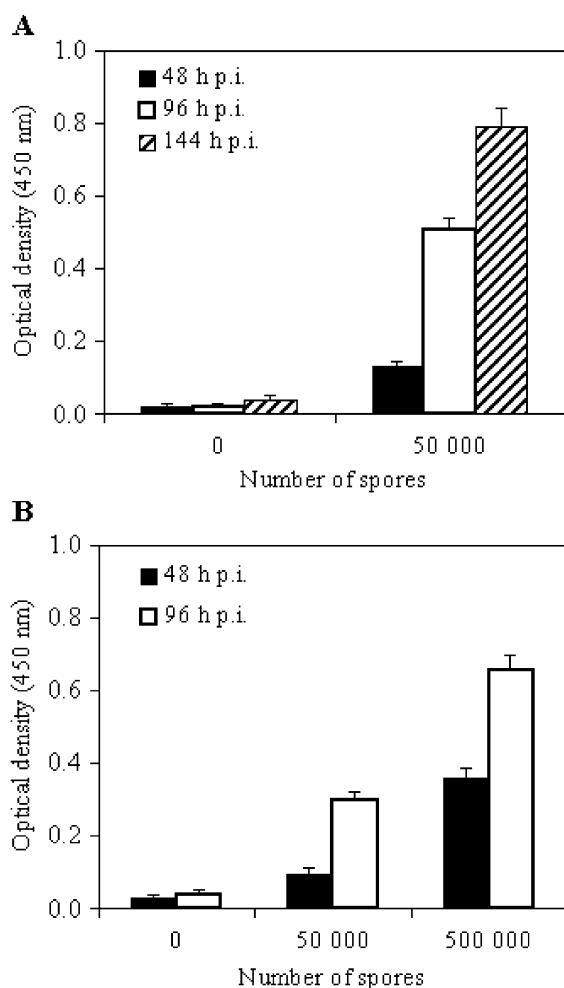 A
1.0
0.8
0.6
0.4
0.2
0.0
Optical density (450 nm)
48 h p.i.
96 h p.i.
144 h p.i.
0 50 000
Number of spores
B
1.0
0.8
0.6
0.4
0.2
0.0
Optical density (450 nm)
48 h p.i.
96 h p.i.
0 50 000 500 000
Number of spores